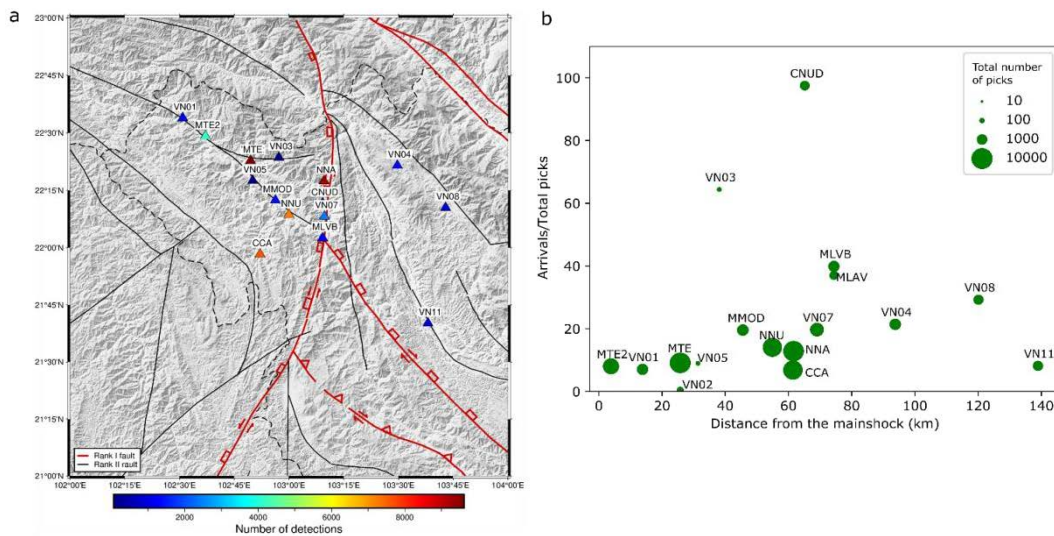 a
23°00'N
22°45'N
22°30'N
22°15'N
22°00'N
21°45'N
21°30'N
21°15'N
21°00'N
VN01
MTE2
MTE
VN03
VN05
NNA
VN04
MMOD
NNU
CNUD
VN07
VN08
MLVB
CCA
VN11
Rank I fault
Rank II rault
102°00'E 102°15'E 102°30'E 102°45'E 103°00'E 103°15'E 103°30'E 103°45'E 104°00'E
2000 4000 6000 8000
Number of detections
b
Arrivals/Total picks
100
80
60
40
20
0
Total number
of picks
10
100
1000
10000
CNUD
VN03
MLVB
MLAV
VN08
MMOD
VN07
VN04
NNU
NNA
MTE2
VN01
MTE
VN05
CCA
VN11
VN02
0 20 40 60 80 100 120 140
Distance from the mainshock (km)